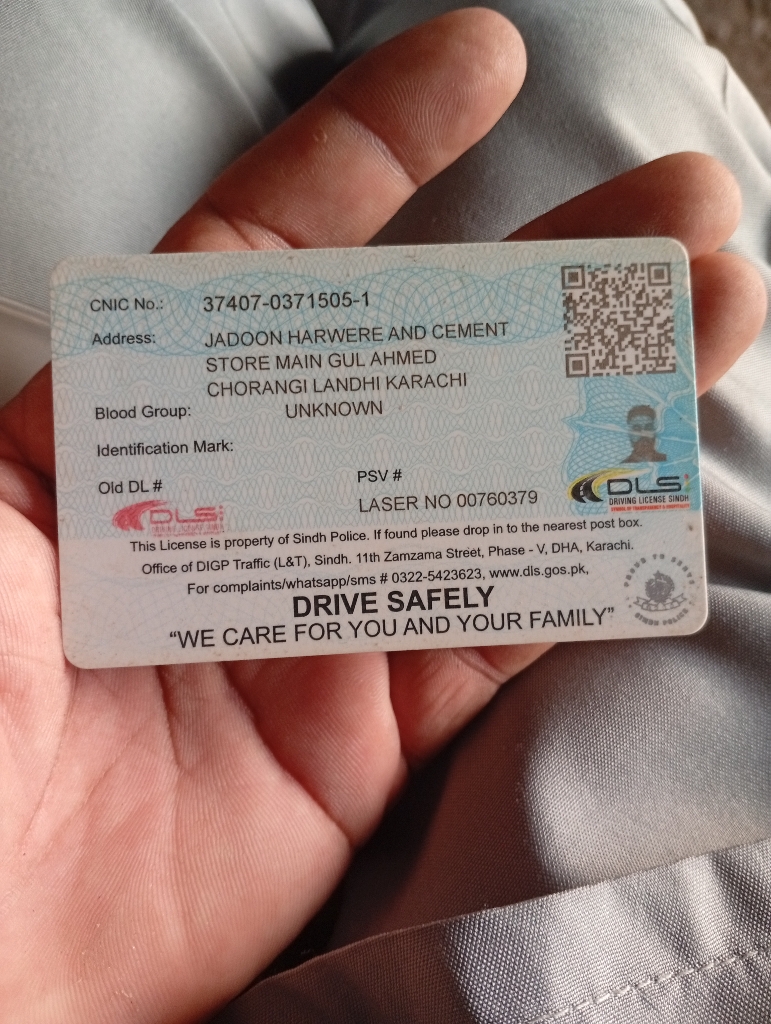 CNIC No.: 37407-0371505-1
Address: JADOON HARWERE AND CEMENT
STORE MAIN GUL AHMED
CHORANGI LANDHI KARACHI
Blood Group: UNKNOWN
Identification Mark:
Old DL #
PSV #
LASER NO 00760379
DLS
DLS
DRIVING LICENSE SINDH
This License is property of Sindh Police. If found please drop in to the nearest post box.
Office of DIGP Traffic (L&T), Sindh. 11th Zamzama Street, Phase - V, DHA, Karachi.
For complaints/whatsapp/sms # 0322-5423623, www.dls.gos.pk,
DRIVE SAFELY
"WE CARE FOR YOU AND YOUR FAMILY"
PROUD TO SERVE
SINDH POLICE